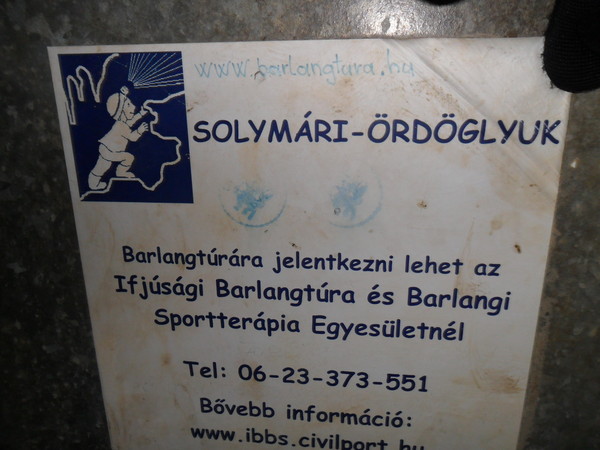 www.barlangtura.hu
SOLYMÁRI-ÖRDÖGLYUK
Barlangtúrára jelentkezni lehet az
Ifjúsági Barlangtúra és Barlangi
Sportterápia Egyesületnél
Tel: 06-23-373-551
Bővebb információ:
www.ibbs.civilport.hu